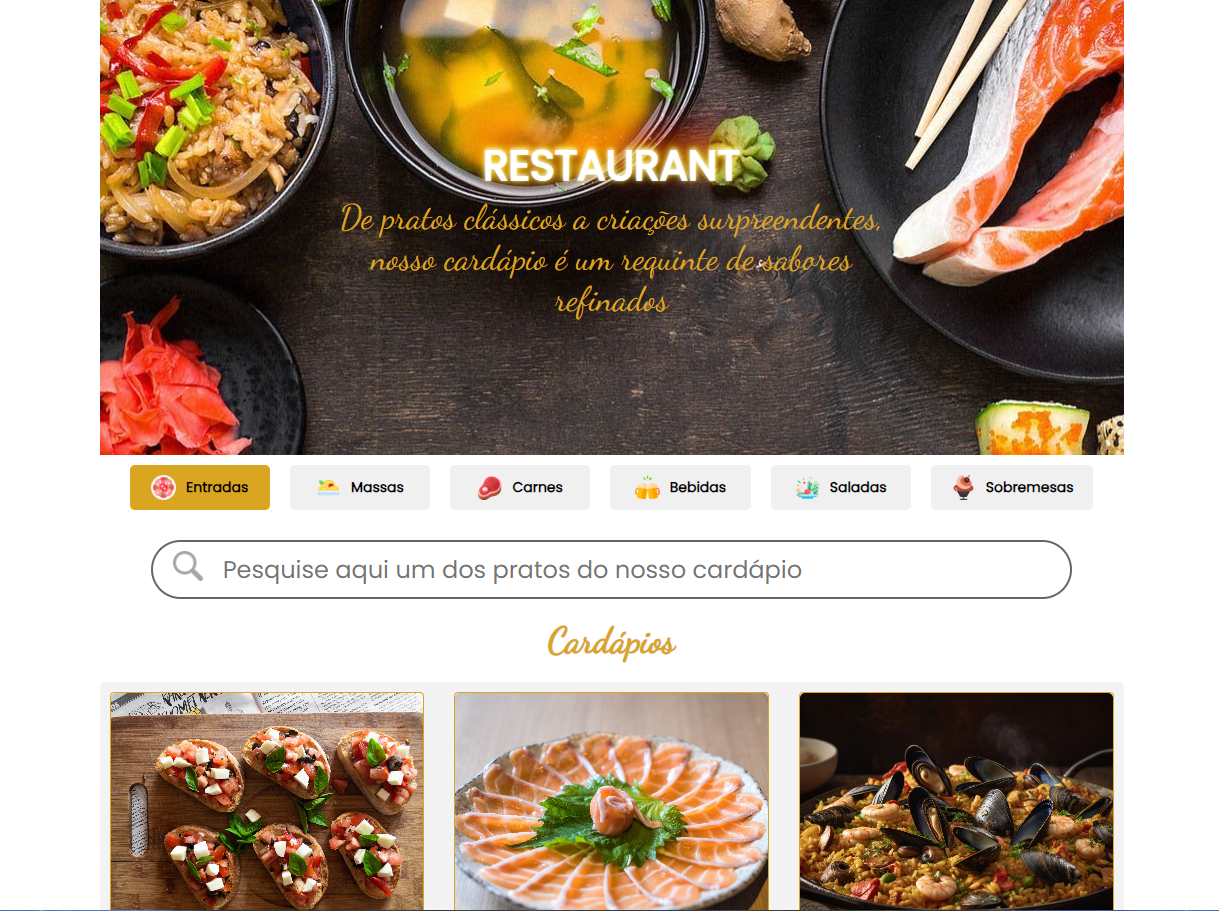 RESTAURANT
De pratos clássicos a criações surpreendentes,
nosso cardápio é um requinte de sabores
refinados
Entradas
Massas
Carnes
Bebidas
Saladas
Sobremesas
Pesquise aqui um dos pratos do nosso cardápio
Cardápios